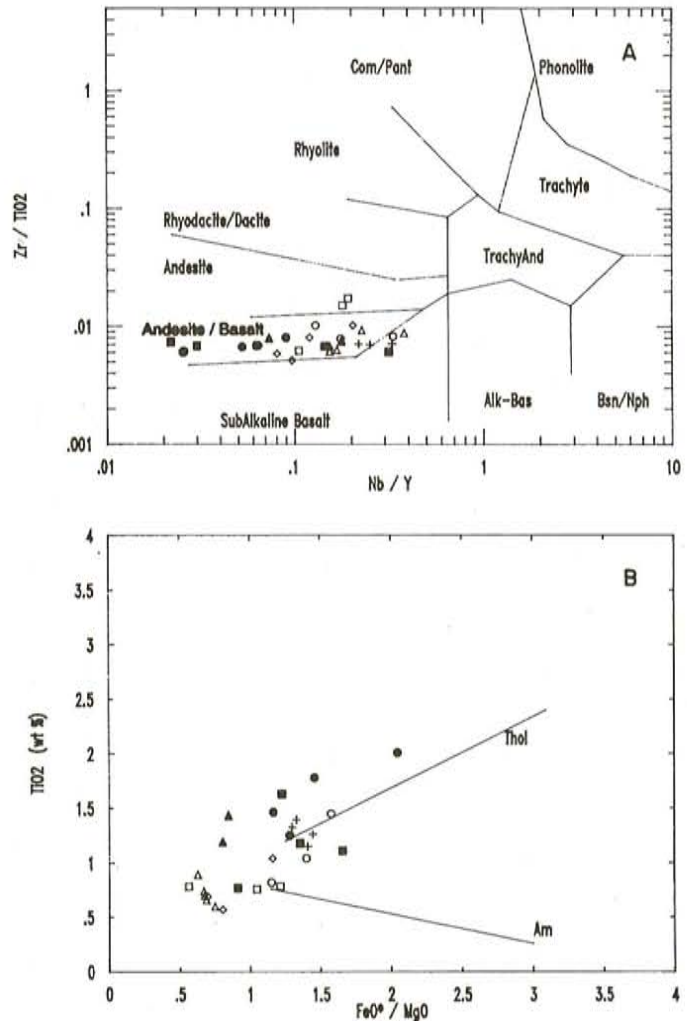 A
Com/Pant
Phonolite
1
Rhyolite
Trachyte
.1
Zr / TiO2
Rhyodacite/Dacite
TrachyAnd
Andesite
.01
Andesite / Basalt
SubAlkaline Basalt
Alk-Bas
Bsn/Nph
.001
.01
.1
1
10
Nb / Y
B
4
3.5
3
2.5
Thol
2
TiO2 (wt %)
1.5
1
.5
Am
0
0
.5
1
1.5
2
2.5
3
3.5
4
FeO* / MgO